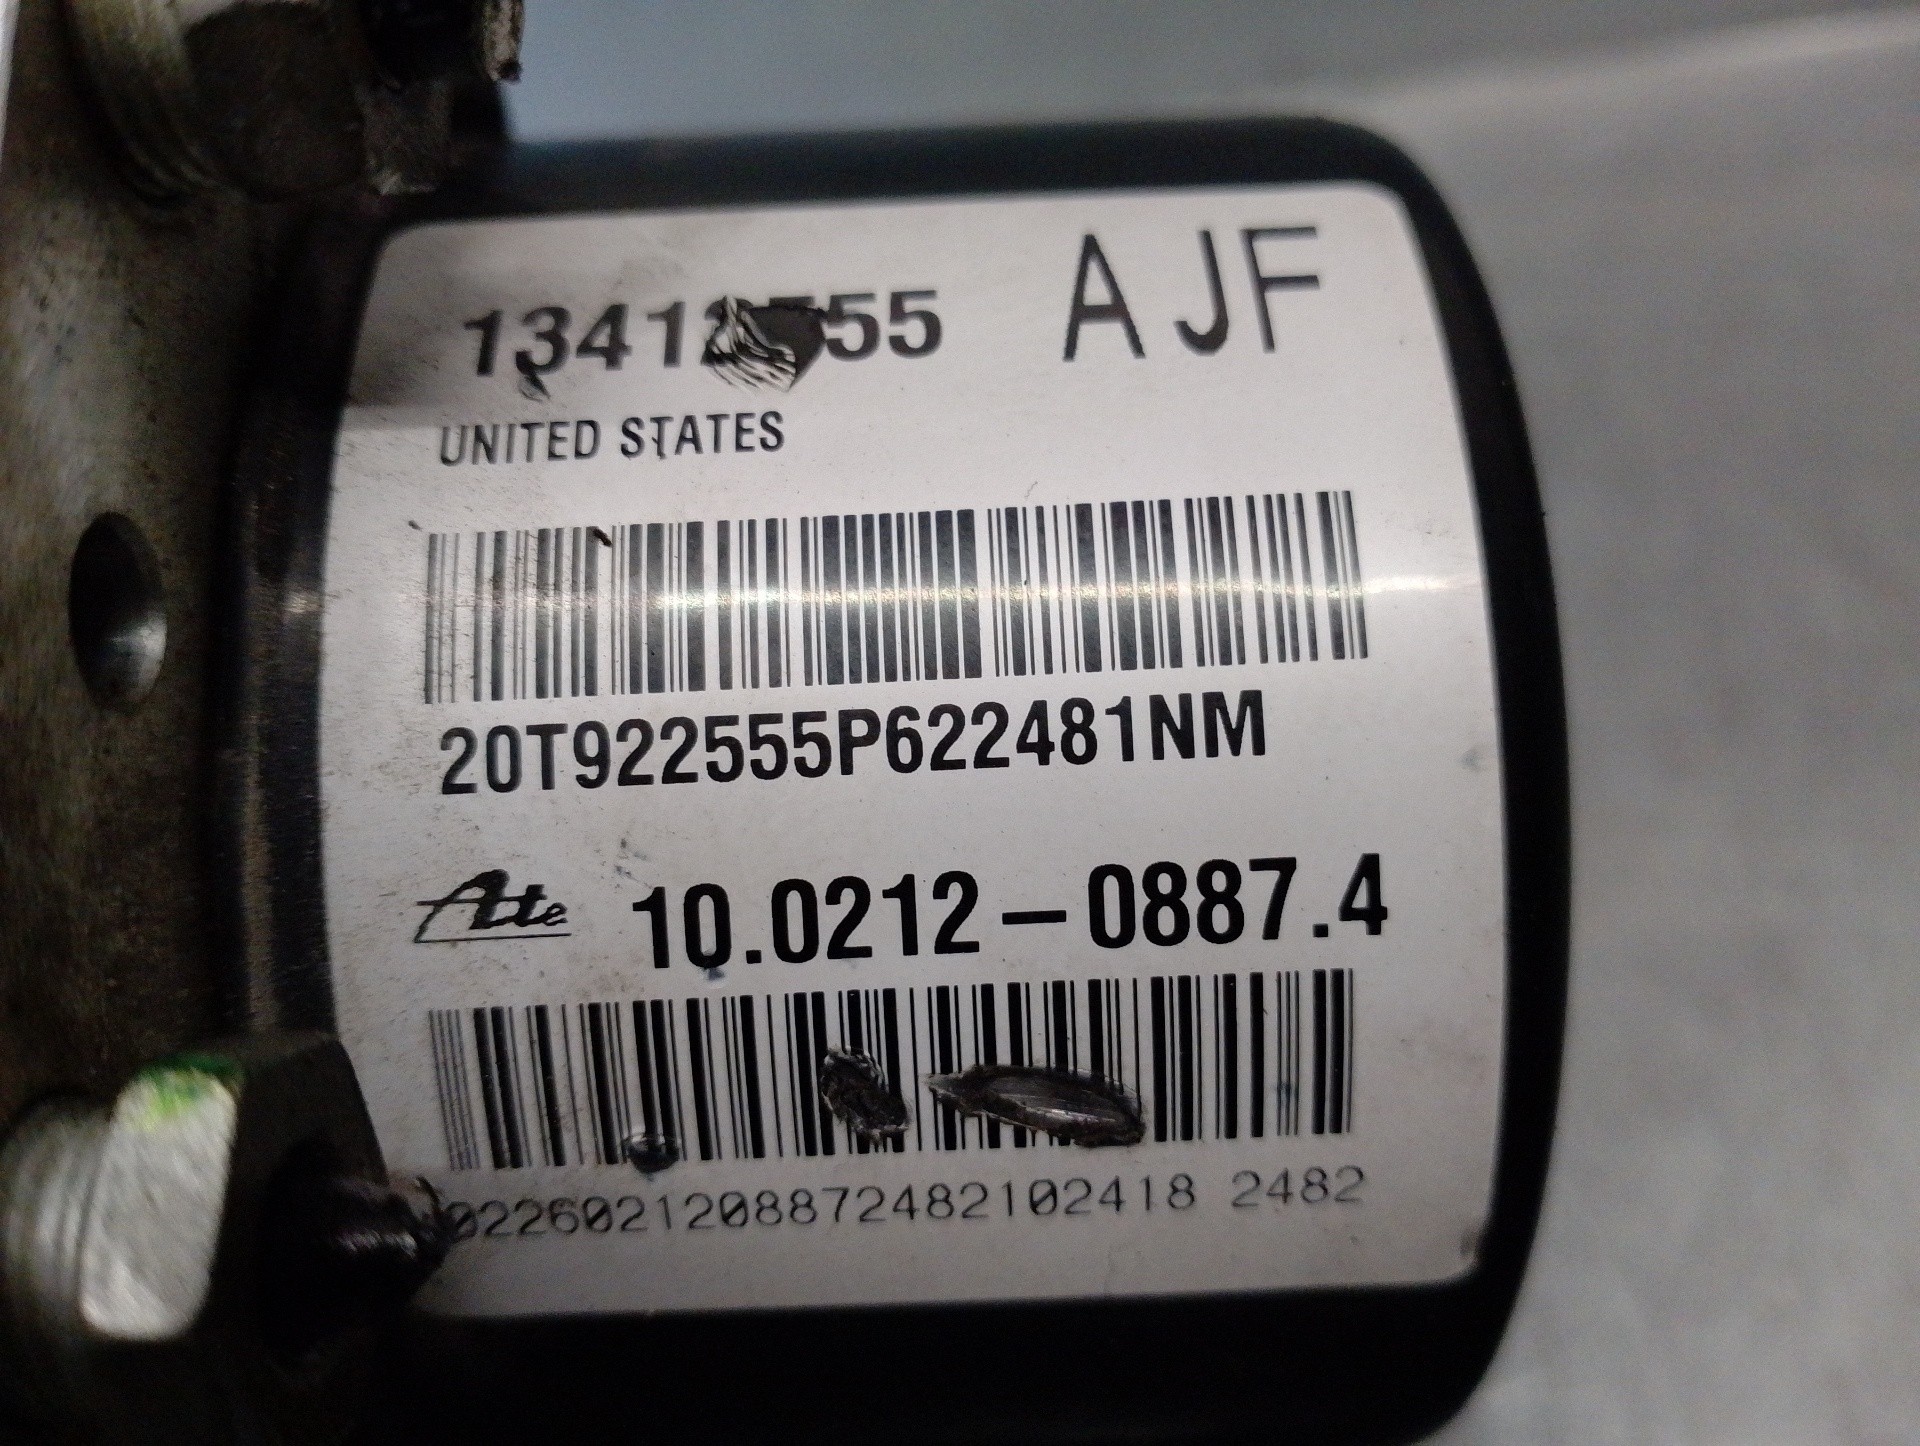 AJF
UNITED STATES
20T922555P622481NM
Ate 10.0212-0887.4
0226021208872482102418 2482